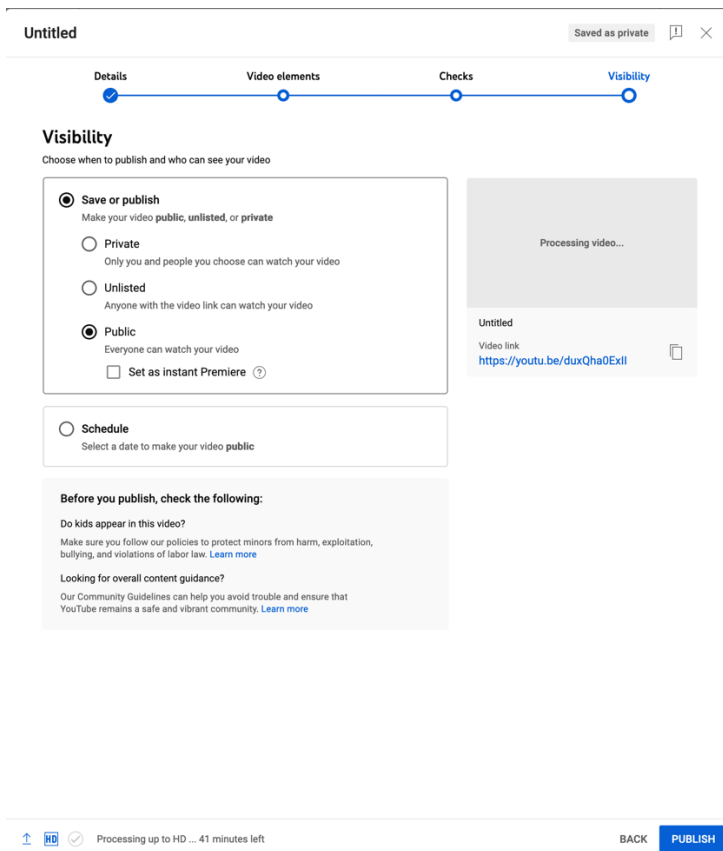 Untitled
Saved as private
Details
Video elements
Checks
Visibility
Visibility
Choose when to publish and who can see your video
Save or publish
Make your video public, unlisted, or private
Private
Only you and people you choose can watch your video
Unlisted
Anyone with the video link can watch your video
Public
Everyone can watch your video
Set as instant Premiere ?
Schedule
Select a date to make your video public
Before you publish, check the following:
Do kids appear in this video?
Make sure you follow our policies to protect minors from harm, exploitation,
bullying, and violations of labor law. Learn more
Looking for overall content guidance?
Our Community Guidelines can help you avoid trouble and ensure that
YouTube remains a safe and vibrant community. Learn more
Processing video...
Untitled
Video link
https://youtu.be/duxQha0ExII
HD
Processing up to HD ... 41 minutes left
BACK
PUBLISH